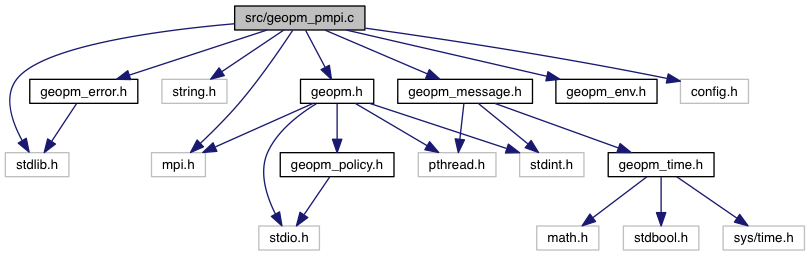 src/geopm_pmpi.c
geopm_error.h
string.h
geopm.h
geopm_message.h
geopm_env.h
config.h
stdlib.h
mpi.h
geopm_policy.h
pthread.h
stdint.h
geopm_time.h
stdio.h
math.h
stdbool.h
sys/time.h